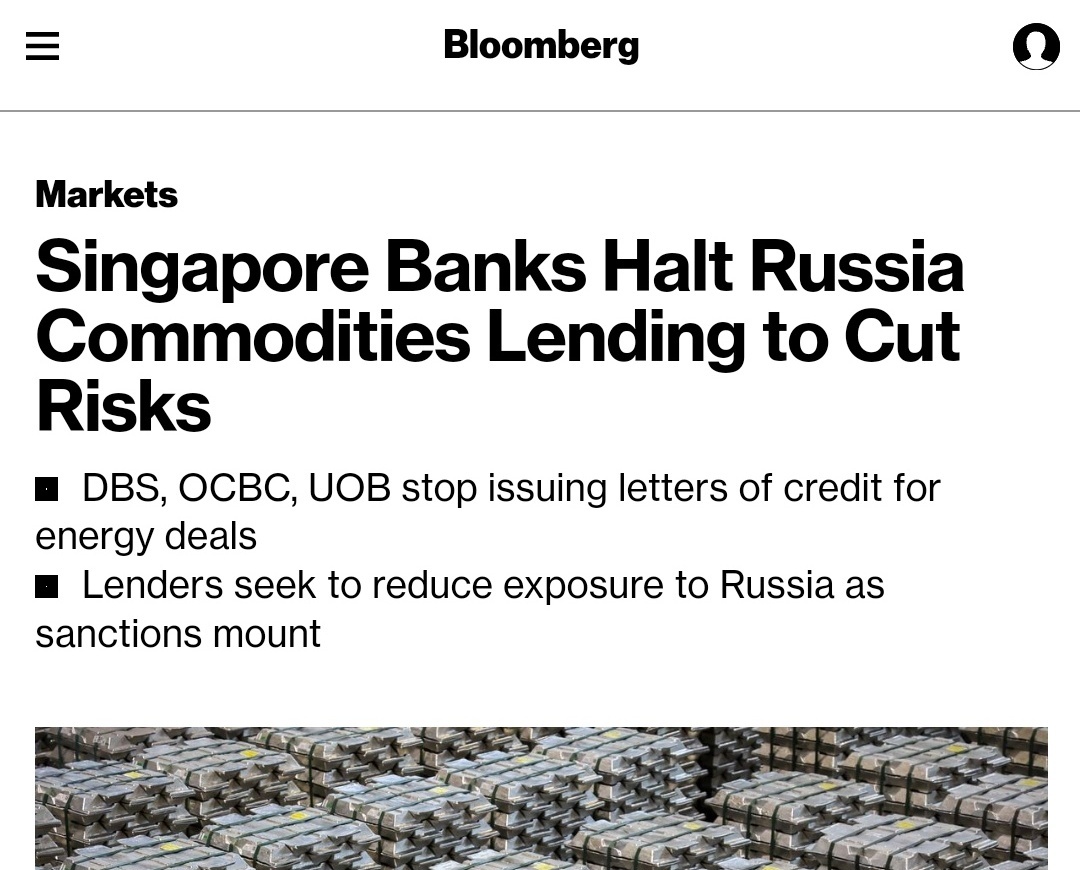 Bloomberg
Markets
Singapore Banks Halt Russia
Commodities Lending to Cut
Risks
DBS, OCBC, UOB stop issuing letters of credit for
energy deals
Lenders seek to reduce exposure to Russia as
sanctions mount